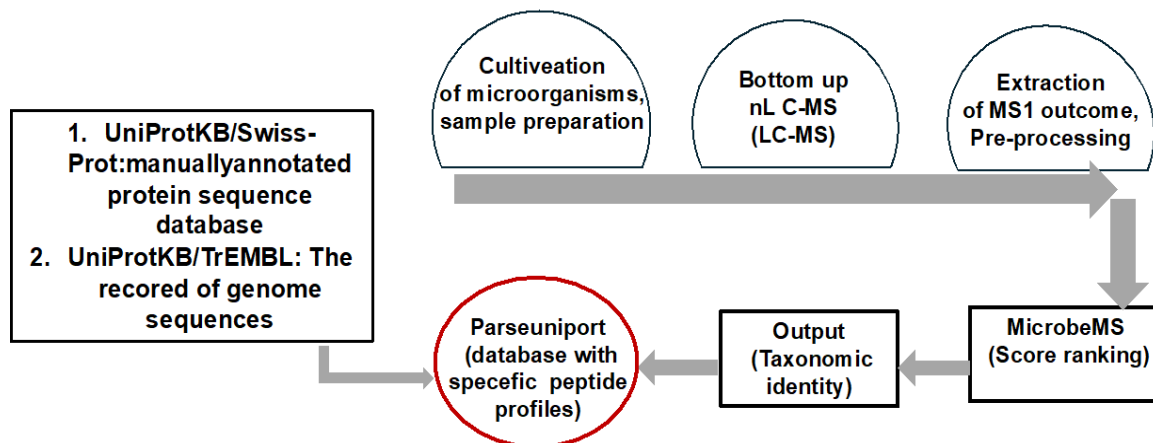 Cultiveation
of microorganisms,
sample preparation
Bottom up
nL C-MS
(LC-MS)
Extraction
of MS1 outcome,
Pre-processing
1. UniProtKB/Swiss-
Prot:manuallyannotated
protein sequence
database
2. UniProtKB/TrEMBL: The
recored of genome
sequences
Parseuniport
(database with
specefic peptide
profiles)
Output
(Taxonomic
identity)
MicrobeMS
(Score ranking)